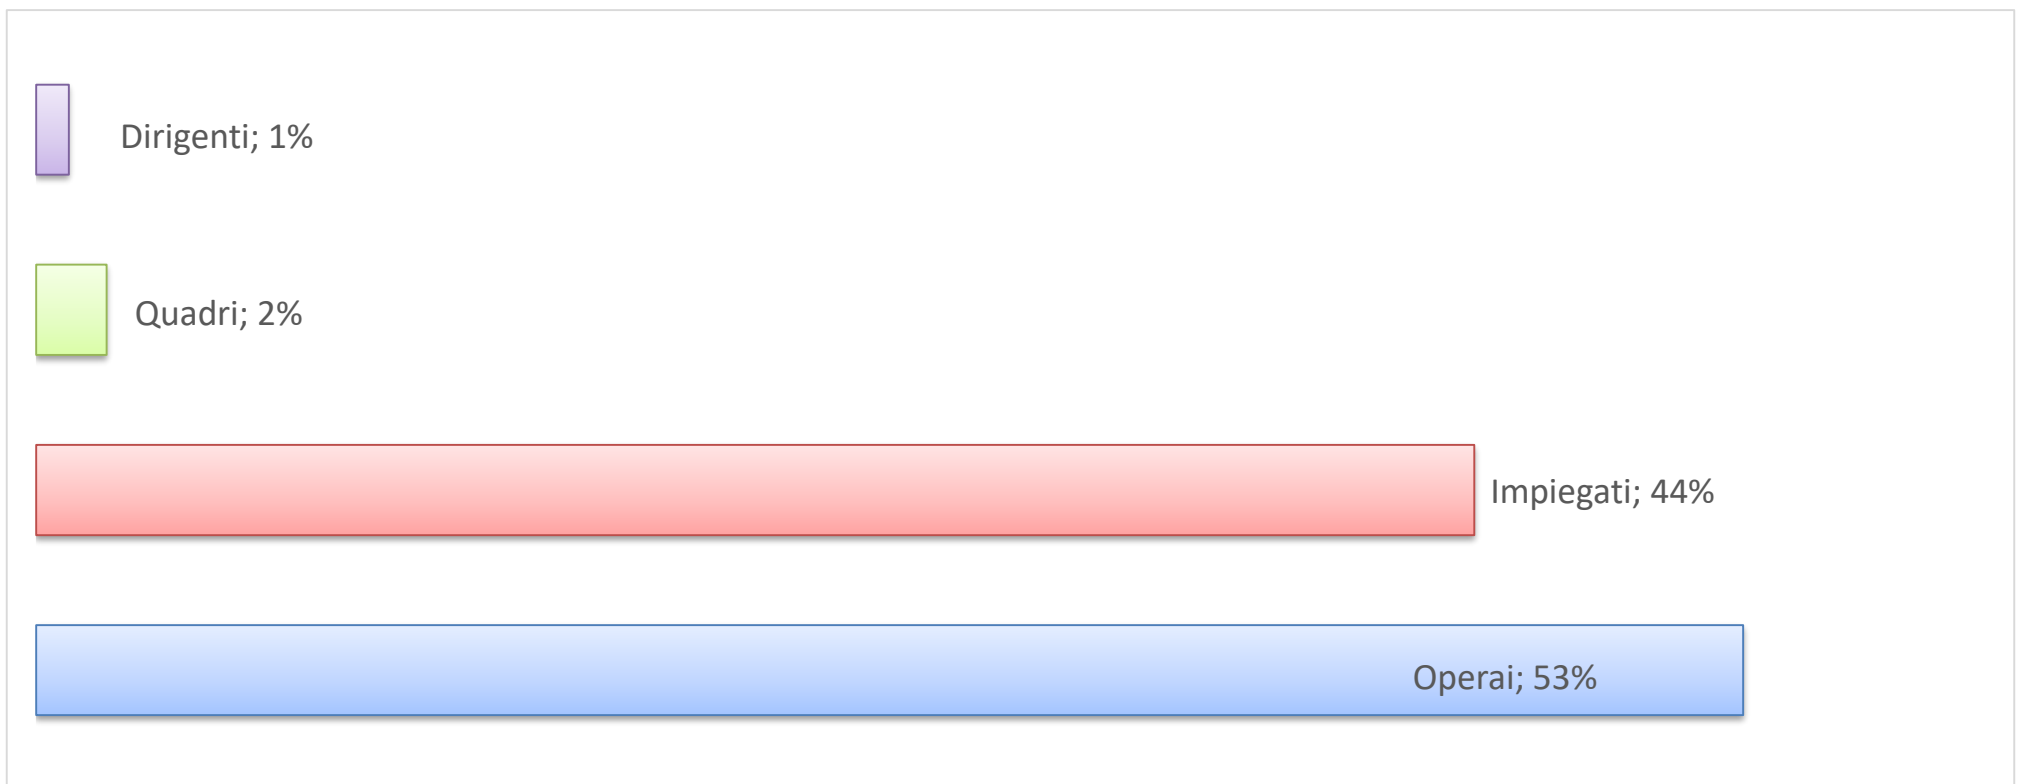 Dirigenti; 1%
Quadri; 2%
Impiegati; 44%
Operai; 53%